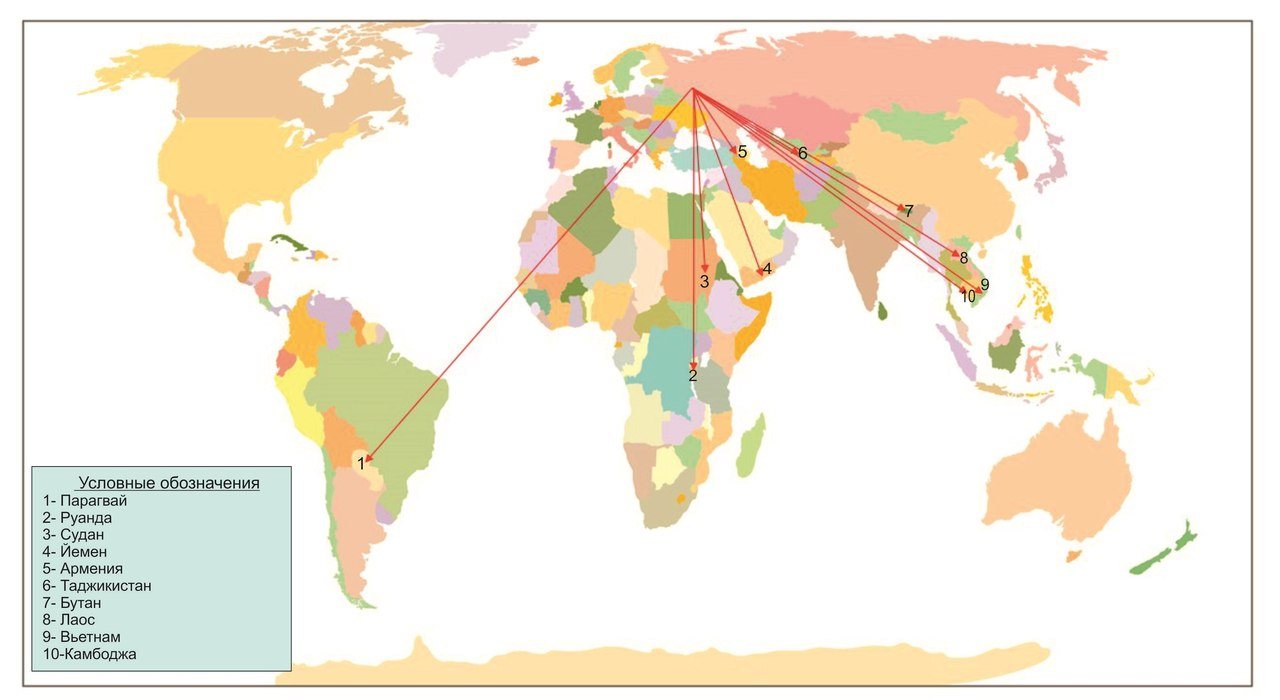 5
6
7
8
9
10
4
3
2
1
Условные обозначения
1- Парагвай
2- Руанда
3- Судан
4- Йемен
5- Армения
6- Таджикистан
7- Бутан
8- Лаос
9- Вьетнам
10-Камбоджа